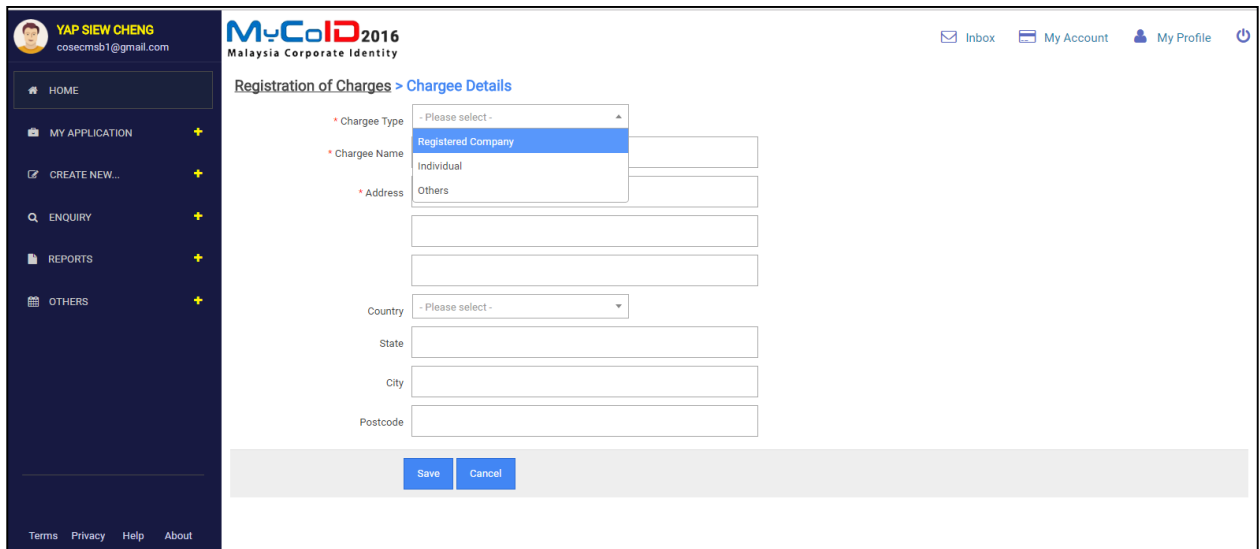 YAP SIEW CHENG
cosecmsb1@gmail.com
HOME
MY APPLICATION
CREATE NEW...
ENQUIRY
REPORTS
OTHERS
Terms Privacy Help About
MyCoID2016
Malaysia Corporate Identity
Inbox My Account My Profile
Registration of Charges > Chargee Details
* Chargee Type - Please select -
Registered Company
* Chargee Name
Individual
* Address
Others
Country - Please select -
State
City
Postcode
Save Cancel